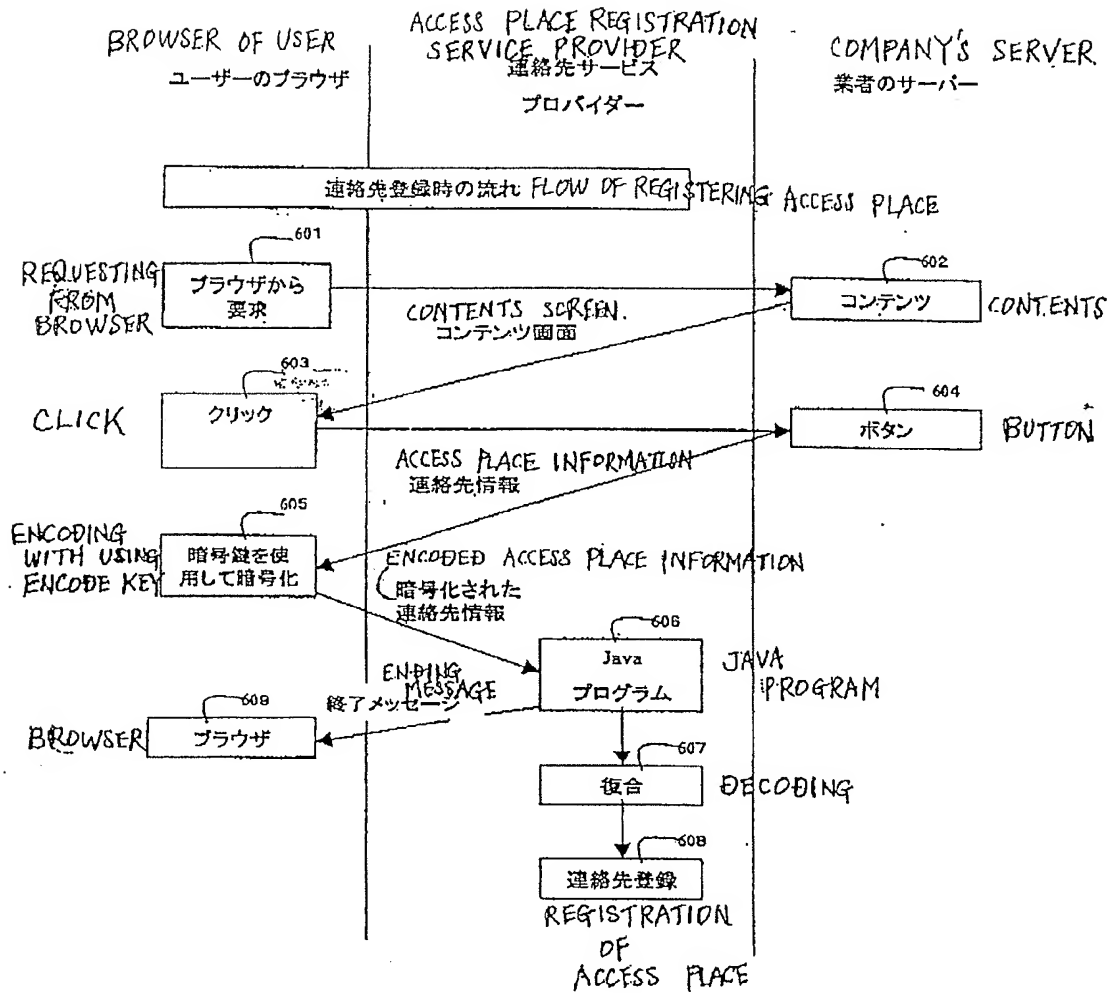 BROWSER OF USER
ユーザーのブラウザ
ACCESS PLACE REGISTRATION
SERVICE PROVIDER
連絡先サービス
プロバイダー
COMPANY'S SERVER
業者のサーバー
連絡先登録時の流れ FLOW OF REGISTERING ACCESS PLACE
601
REQUESTING
FROM
BROWSER
ブラウザから
要求
602
コンテンツ
CONTENTS
CONTENTS SCREEN.
コンテンツ画面
603
CLICK
クリック
604
ボタン
BUTTON
ACCESS PLACE INFORMATION
連絡先情報
605
ENCODING
WITH USING
ENCODE KEY
暗号鍵を使
用して暗号化
ENCODED ACCESS PLACE INFORMATION
暗号化された
連絡先情報
606
Java
プログラム
JAVA
PROGRAM
ENDING
MESSAGE
終了メッセージ
609
BROWSER
ブラウザ
607
復合
DECODING
608
連絡先登録
REGISTRATION
OF
ACCESS PLACE